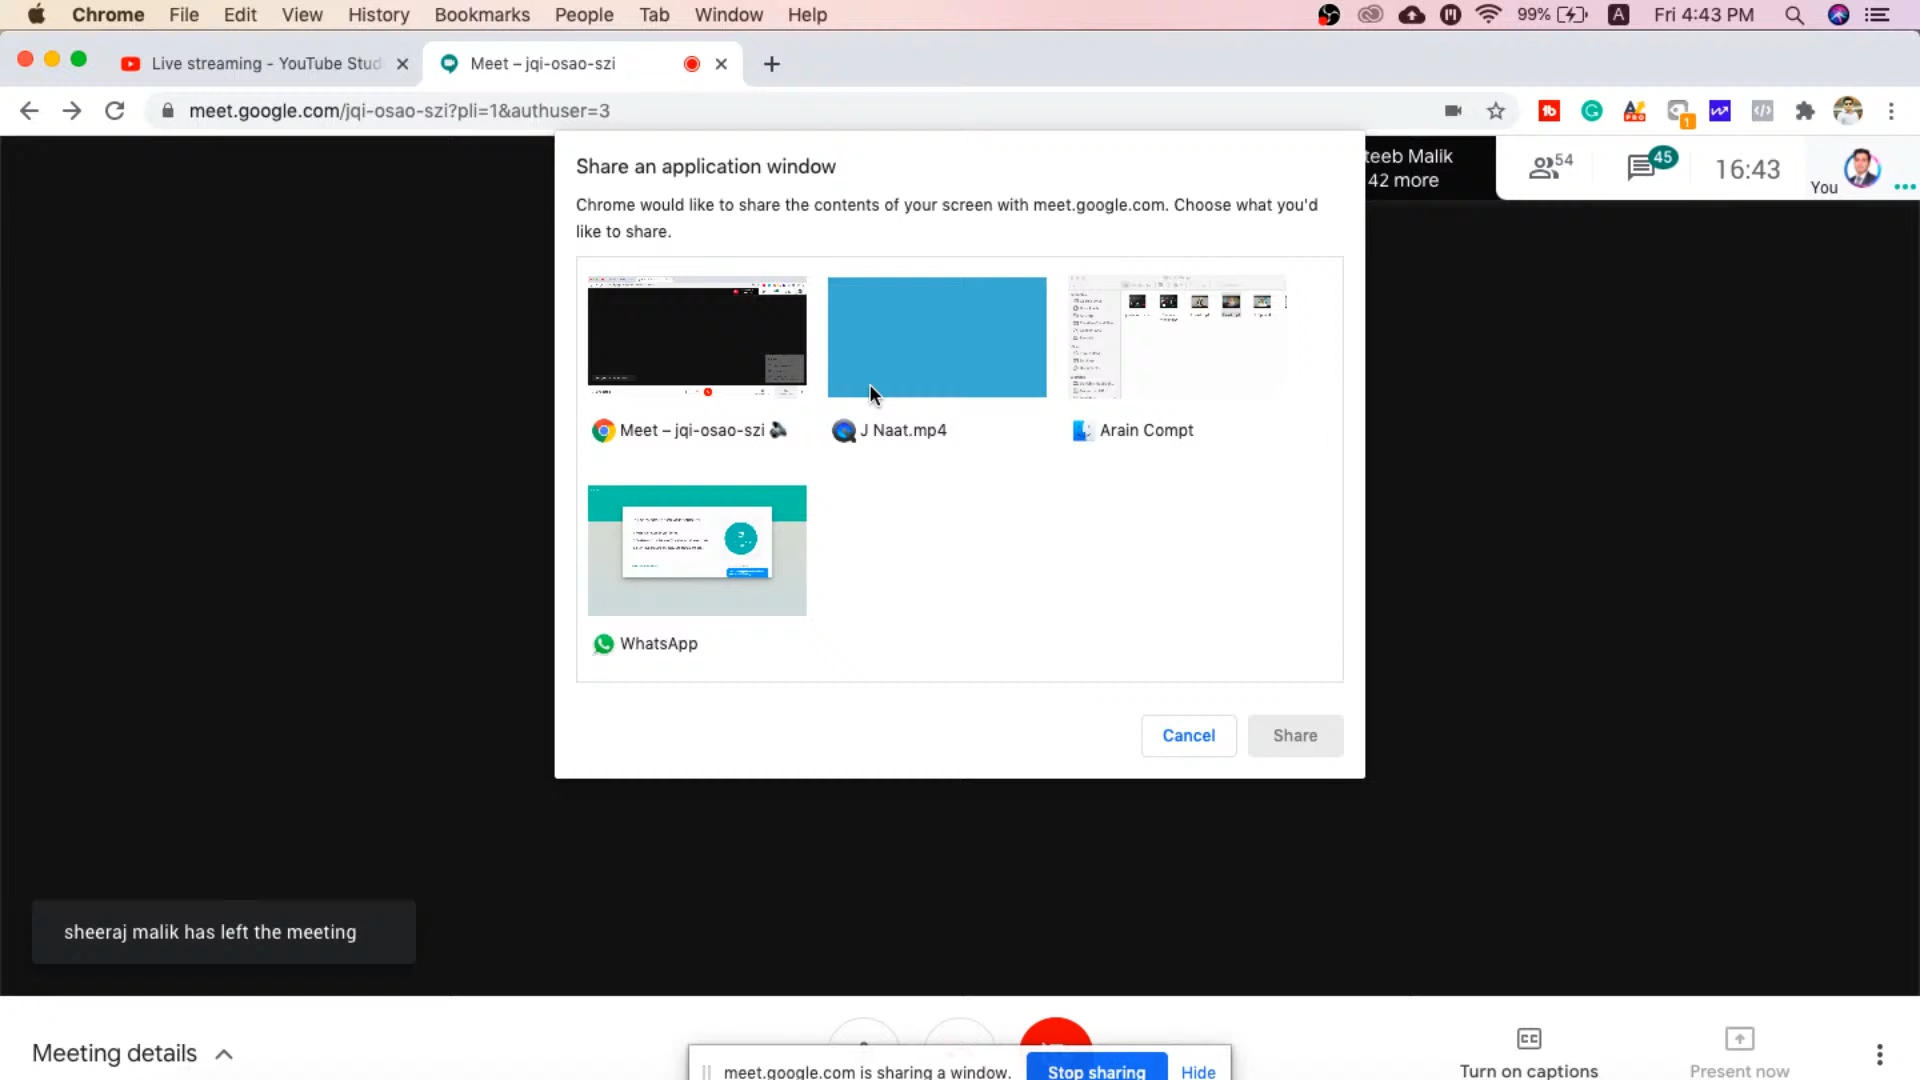 Chrome File Edit View History Bookmarks People Tab Window Help 99% A Fri 4:43 PM
Live streaming - YouTube Stud
Meet – jqi-osao-szi
meet.google.com/jqi-osao-szi?pli=1&authuser=3
1
Share an application window
Chrome would like to share the contents of your screen with meet.google.com. Choose what you'd
like to share.
teeb Malik
42 more
54
45
16:43
You
Meet – jqi-osao-szi
J Naat.mp4
Arain Compt
WhatsApp
Cancel
Share
sheeraj malik has left the meeting
Meeting details
meet.google.com is sharing a window.
Stop sharing
Hide
Turn on captions
Present now